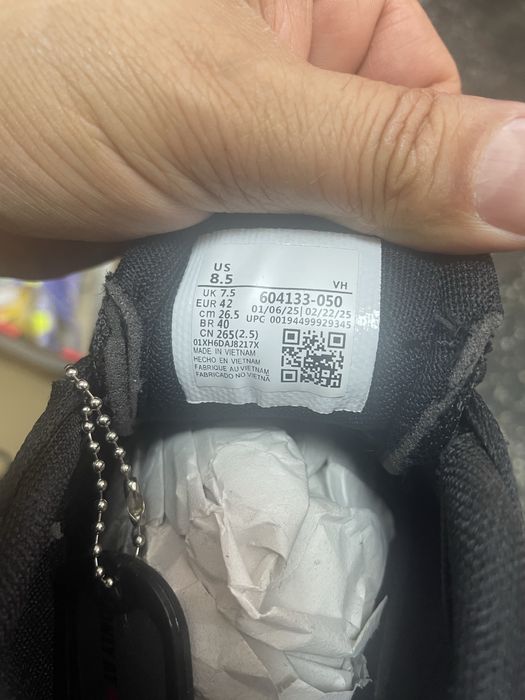 US
8.5 VH
UK 7.5 604133-050
EUR 42 01/06/25|02/22/25
CM 26.5 UPC 00194499929345
BR 40
CN 265(2.5)
01XH6DAJ8217X
MADE IN VIETNAM
HECHO EN VIETNAM
FABRIQUE AU VIETNAM
FABRICADO NO VIETNÃ